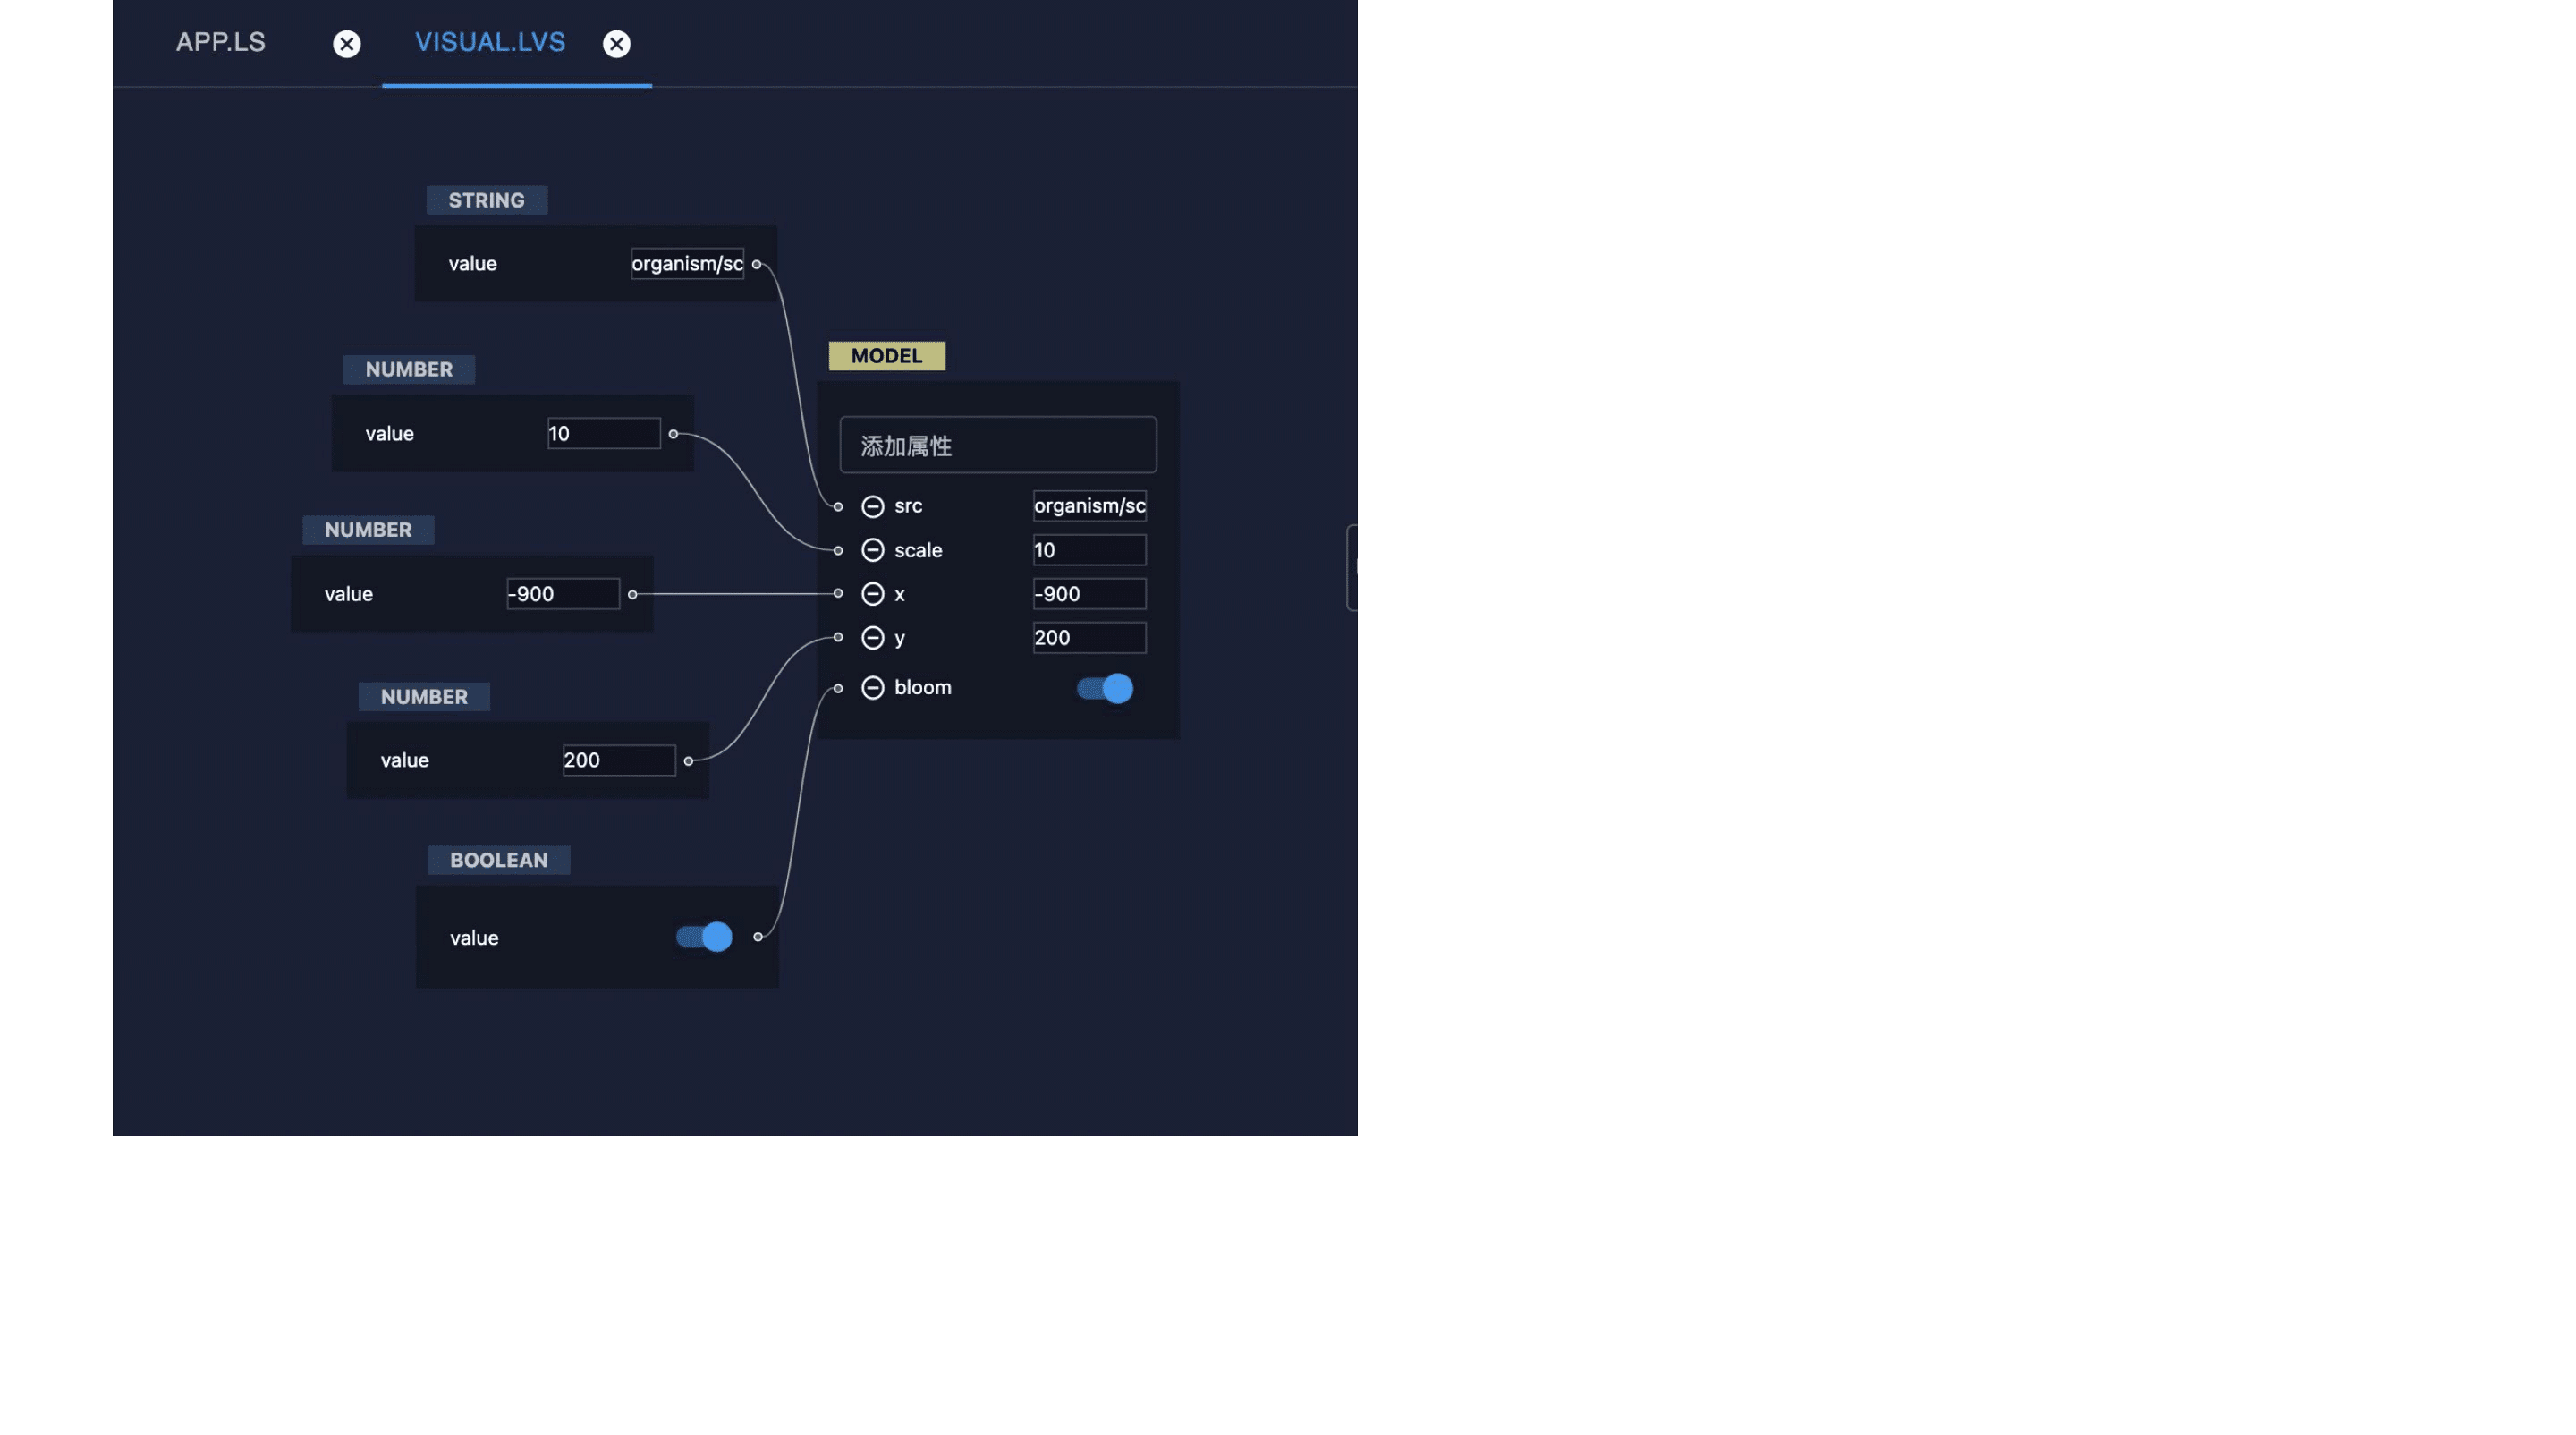 APP.LS
VISUAL.LVS
STRING
value organism/sc
NUMBER
value 10
NUMBER
value -900
NUMBER
value 200
BOOLEAN
value
MODEL
添加属性
src organism/sc
scale 10
x -900
y 200
bloom